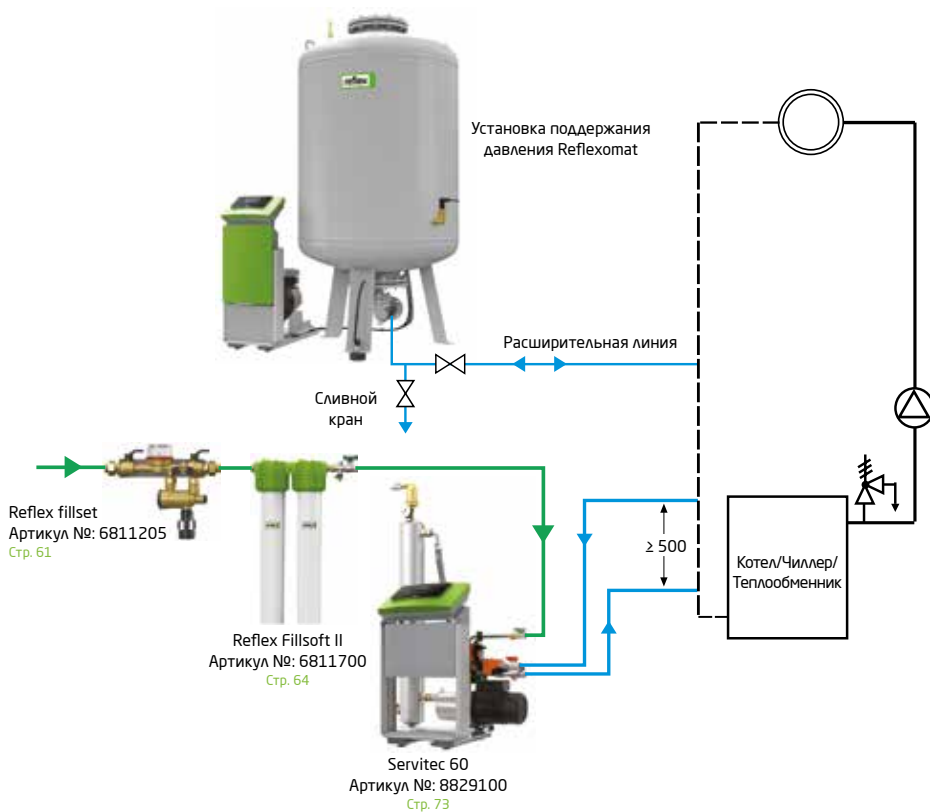 reflex
Установка поддержания
давления Reflexomat
Расширительная линия
Сливной
кран
Reflex fillset
Артикул №: 6811205
Стр. 61
Reflex Fillsoft II
Артикул №: 6811700
Стр. 64
≥ 500
Котел/Чиллер/
Теплообменник
Servitec 60
Артикул №: 8829100
Стр. 73